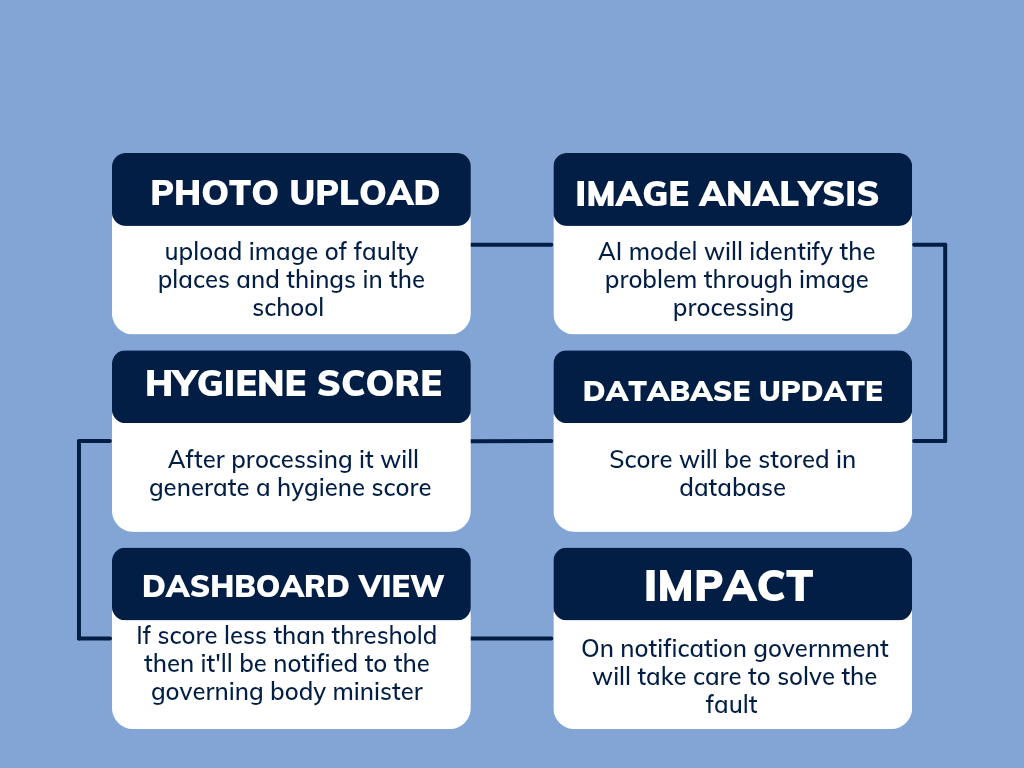 PHOTO UPLOAD
upload image of faulty
places and things in the
school
IMAGE ANALYSIS
AI model will identify the
problem through image
processing
HYGIENE SCORE
After processing it will
generate a hygiene score
DATABASE UPDATE
Score will be stored in
database
DASHBOARD VIEW
If score less than threshold
then it'll be notified to the
governing body minister
IMPACT
On notification government
will take care to solve the
fault